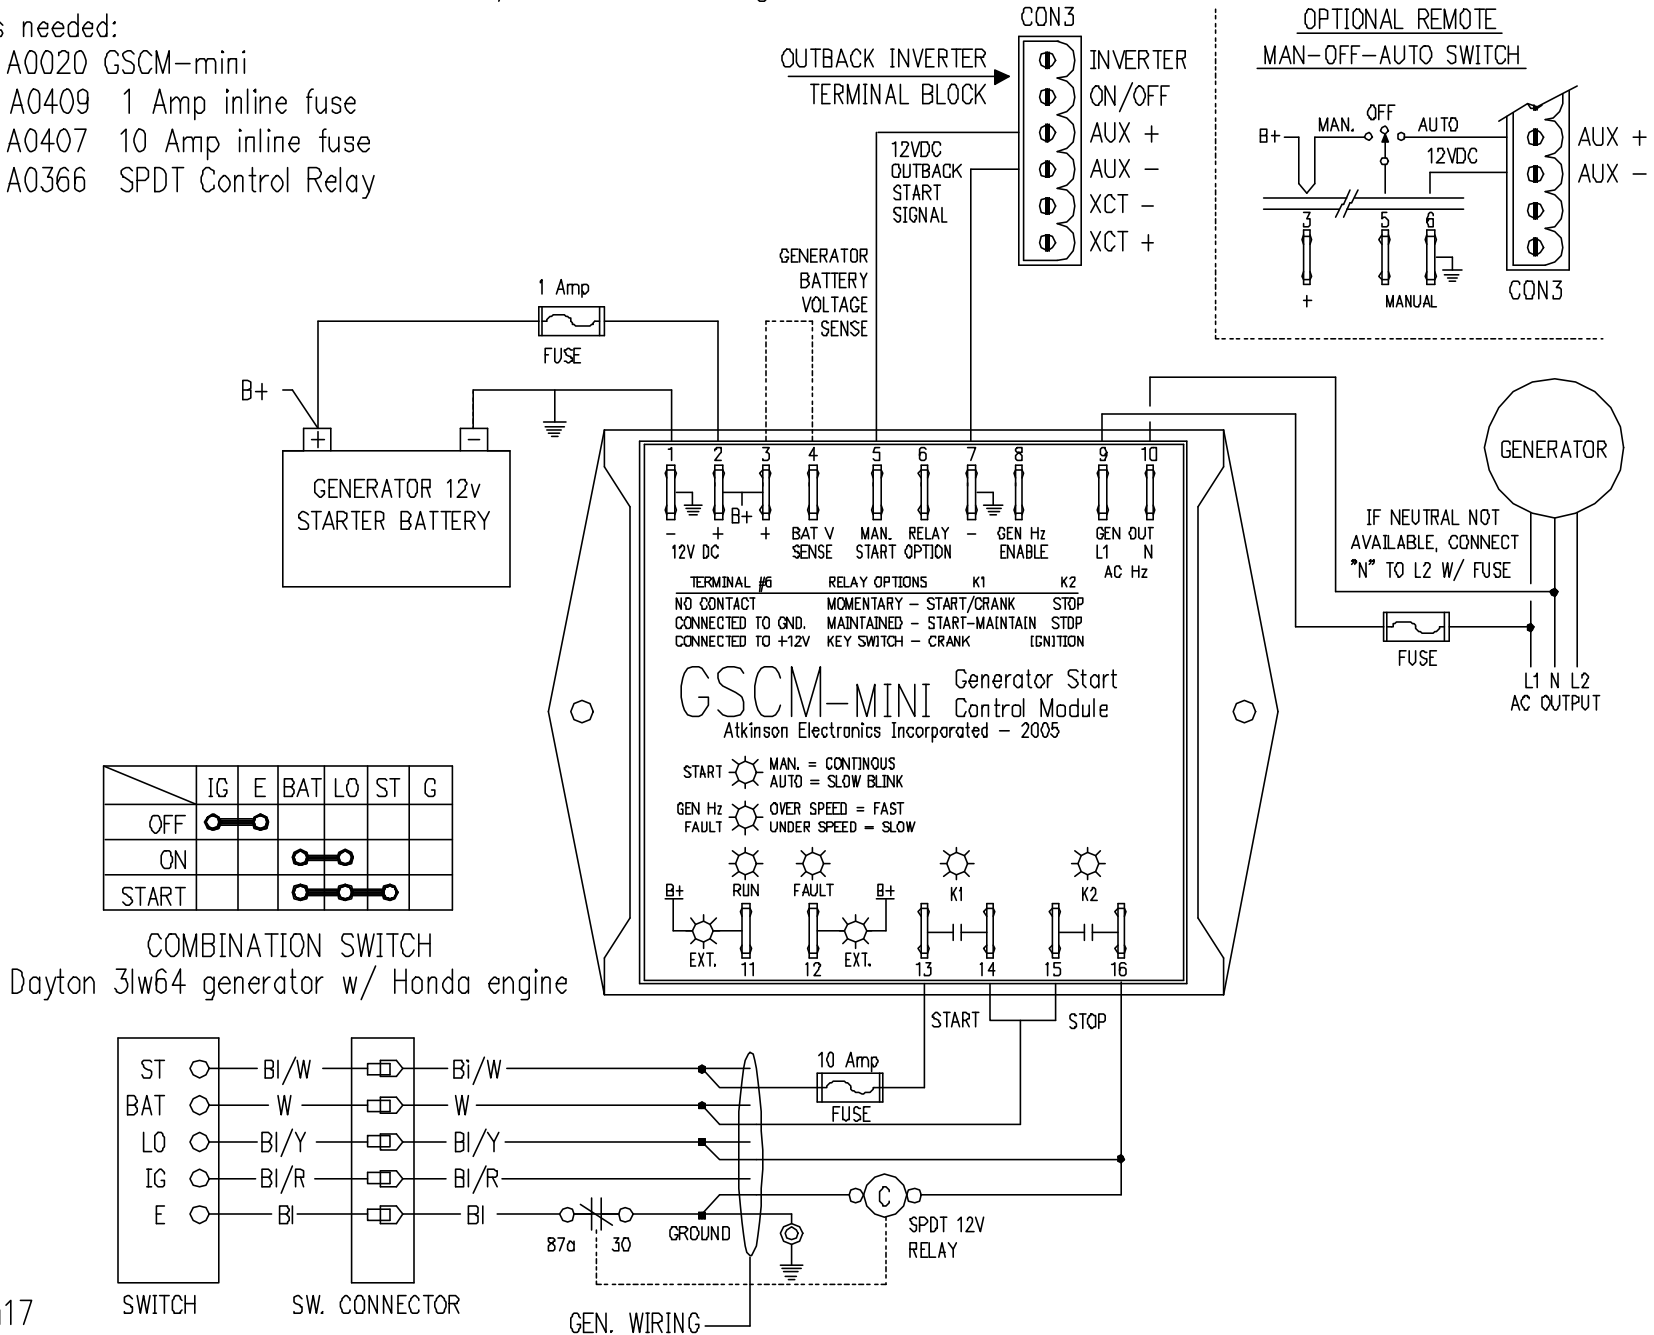 s needed:
A0020 GSCM-mini
A0409 1 Amp inline fuse
A0407 10 Amp inline fuse
A0366 SPDT Control Relay
CON3
OUTBACK INVERTER
TERMINAL BLOCK
INVERTER
ON/OFF
AUX +
AUX -
XCT -
XCT +
12VDC
OUTBACK
START
SIGNAL
GENERATOR
BATTERY
VOLTAGE
SENSE
OPTIONAL REMOTE
MAN-OFF-AUTO SWITCH
B+
MAN.
OFF
AUTO
12VDC
AUX +
AUX -
3 5 6
+ MANUAL
CON3
1 Amp
FUSE
B+
+ -
GENERATOR 12v
STARTER BATTERY
GENERATOR
IF NEUTRAL NOT
AVAILABLE, CONNECT
"N" TO L2 W/ FUSE
FUSE
L1 N L2
AC OUTPUT
1 2 3 4 5 6 7 8 9 10
B+
- + + BAT V MAN. RELAY - GEN Hz GEN OUT
12V DC SENSE START OPTION ENABLE L1 N
AC Hz
TERMINAL #6 RELAY OPTIONS K1 K2
NO CONTACT MOMENTARY - START/CRANK STOP
CONNECTED TO GND. MAINTAINED - START-MAINTAIN STOP
CONNECTED TO +12V KEY SWITCH - CRANK IGNITION
GSCM-MINI Generator Start
Control Module
Atkinson Electronics Incorporated - 2005
START MAN. = CONTINOUS
AUTO = SLOW BLINK
GEN Hz OVER SPEED = FAST
FAULT UNDER SPEED = SLOW
B+ RUN FAULT B+ K1 K2
EXT. EXT.
11 12 13 14 15 16
IG E BAT LO ST G
OFF
ON
START
COMBINATION SWITCH
Dayton 3lw64 generator w/ Honda engine
START STOP
10 Amp
FUSE
ST Bl/W Bi/W
BAT W W
LO Bl/Y Bl/Y
IG Bl/R Bl/R
E Bl Bl
87a 30
GROUND
C
SPDT 12V
RELAY
SWITCH
SW. CONNECTOR
GEN. WIRING
17